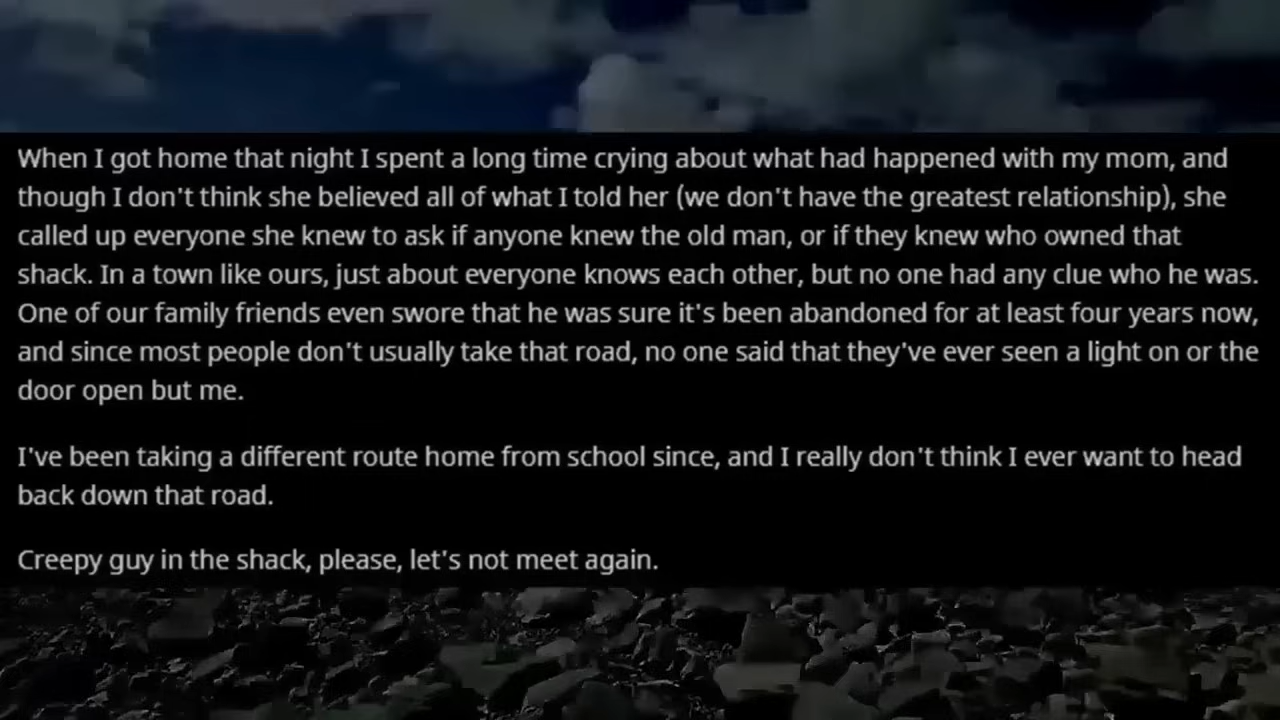 When I got home that night I spent a long time crying about what had happened with my mom, and
though I don't think she believed all of what I told her (we don't have the greatest relationship), she
called up everyone she knew to ask if anyone knew the old man, or if they knew who owned that
shack. In a town like ours, just about everyone knows each other, but no one had any clue who he was.
One of our family friends even swore that he was sure it's been abandoned for at least four years now,
and since most people don't usually take that road, no one said that they've ever seen a light on or the
door open but me.
I've been taking a different route home from school since, and I really don't think I ever want to head
back down that road.
Creepy guy in the shack, please, let's not meet again.